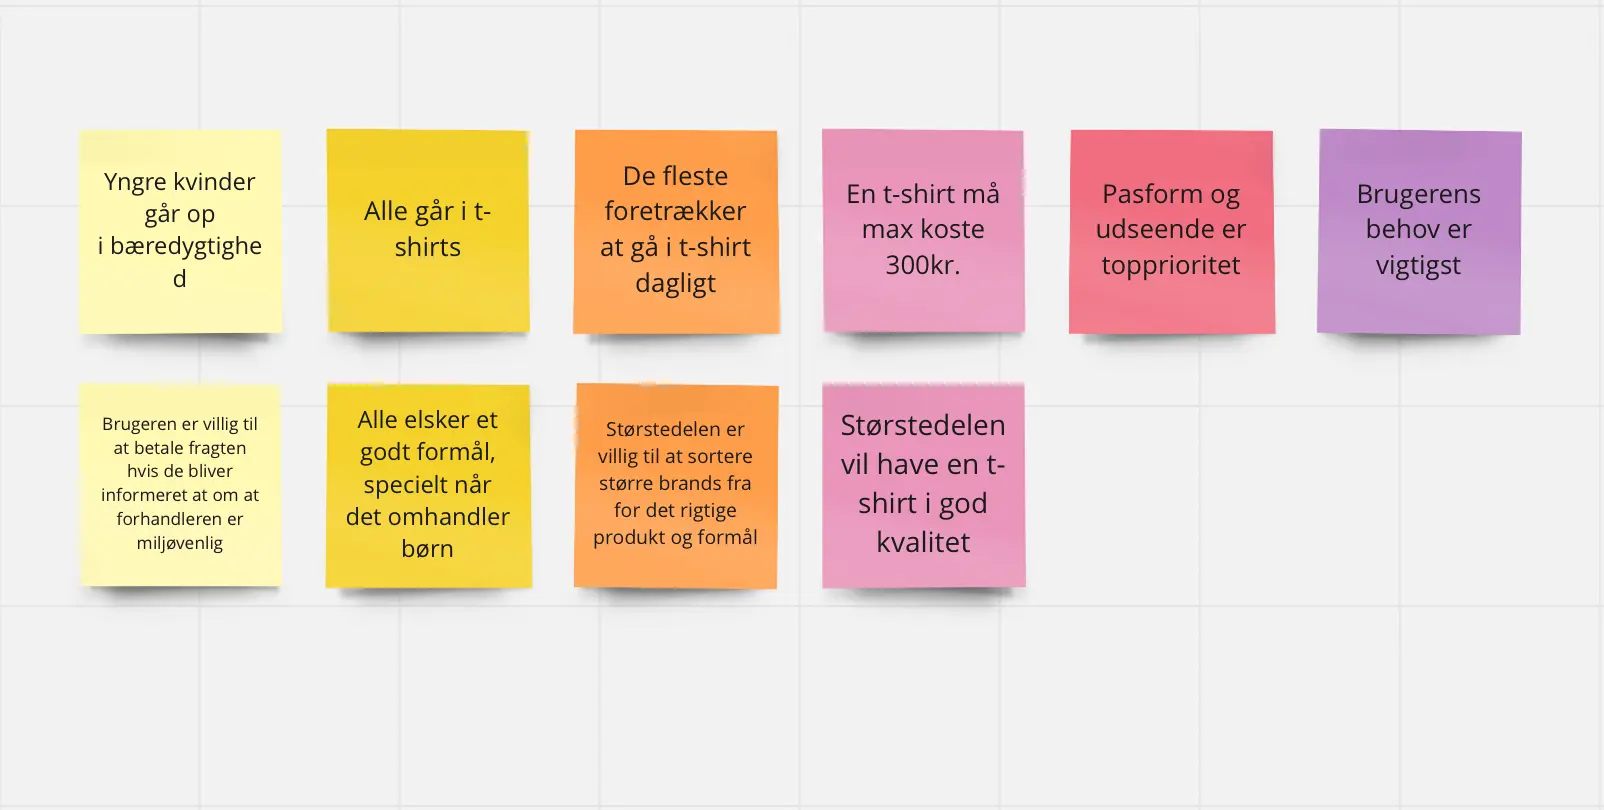 Yngre kvinder
går op
i bæredygtighe
d
Alle går i t-
shirts
De fleste
foretrækker
at gå i t-shirt
dagligt
En t-shirt må
max koste
300kr.
Pasform og
udseende er
topprioritet
Brugerens
behov er
vigtigst
Brugeren er villig til
at betale fragten
hvis de bliver
informeret at om at
forhandleren er
miljøvenlig
Alle elsker et
godt formål,
specielt når
det omhandler
børn
Størstedelen er
villig til at sortere
større brands fra
for det rigtige
produkt og formål
Størstedelen
vil have en t-
shirt i god
kvalitet